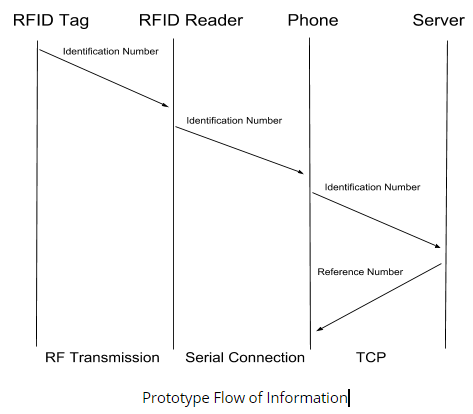 RFID Tag RFID Reader Phone Server
Identification Number
Identification Number
Identification Number
Reference Number
RF Transmission Serial Connection TCP
Prototype Flow of Information